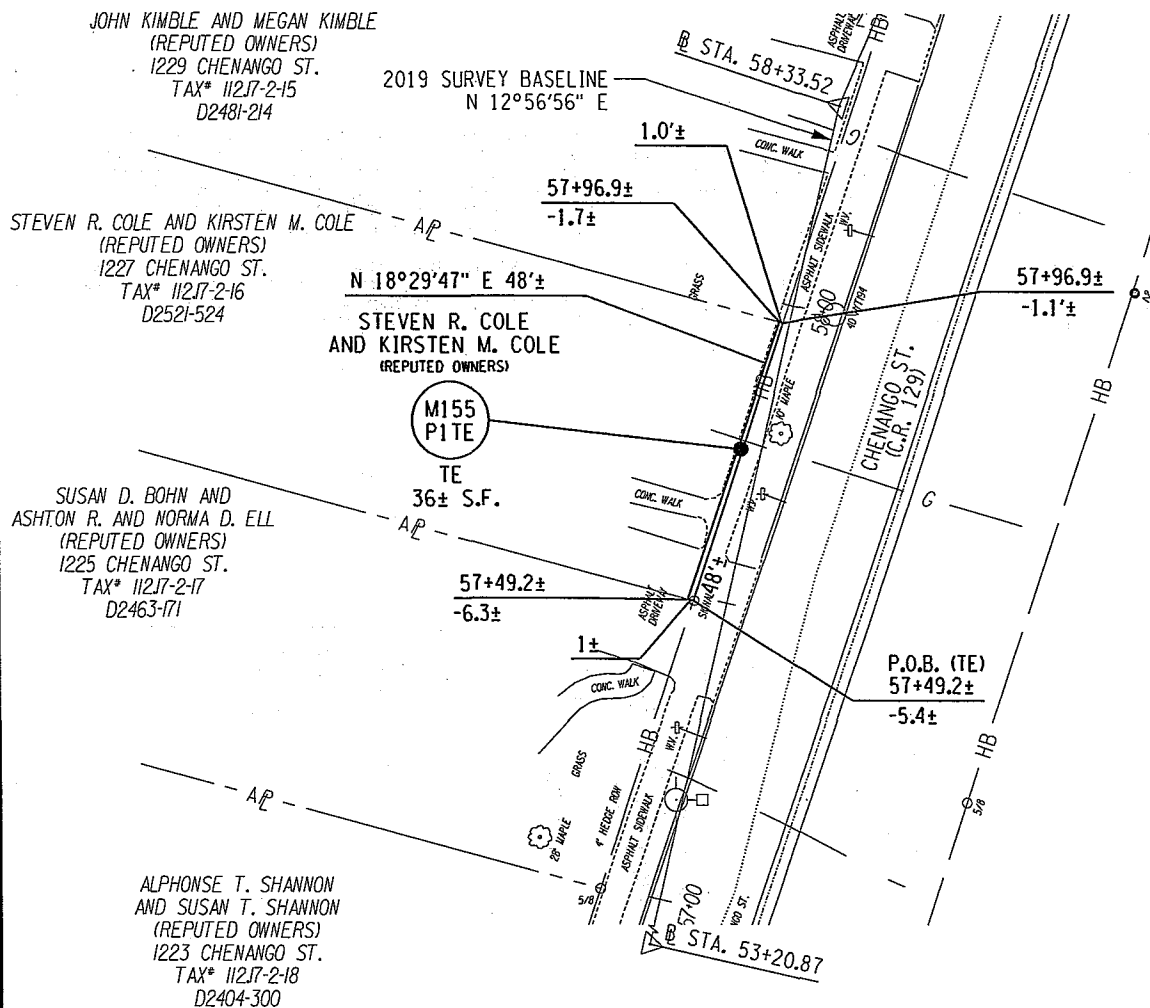 JOHN KIMBLE AND MEGAN KIMBLE
(REPUTED OWNERS)
1229 CHENANGO ST.
TAX# 112.17-2-15
D2481-214
2019 SURVEY BASELINE
N 12°56'56" E
STA. 58+33.52
ASPHALT
DRIVEWAY
HB
1.0'±
CONC. WALK
57+96.9±
-1.7±
STEVEN R. COLE AND KIRSTEN M. COLE
(REPUTED OWNERS)
1227 CHENANGO ST.
TAX# 112.17-2-16
D2521-524
N 18°29'47" E 48'±
GRASS
ASPHALT SIDEWALK
W.V.
58+00
57+96.9±
-1.1'±
STEVEN R. COLE
AND KIRSTEN M. COLE
(REPUTED OWNERS)
M155
P1TE
TE
36± S.F.
HB
10" MAPLE
CHENANGO ST.
(C.R. 129)
HB
G
SUSAN D. BOHN AND
ASHTON R. AND NORMA D. ELL
(REPUTED OWNERS)
1225 CHENANGO ST.
TAX# 112.17-2-17
D2463-171
CONC. WALK
W.V.
57+49.2±
-6.3±
ASPHALT
DRIVEWAY
SIGNAL
48'±
1±
P.O.B. (TE)
57+49.2±
-5.4±
CONC. WALK
HB
W.V.
HB
GRASS
4' HEDGE ROW
ASPHALT SIDEWALK
28" MAPLE
5/8
5/8
57+00
STA. 53+20.87
ALPHONSE T. SHANNON
AND SUSAN T. SHANNON
(REPUTED OWNERS)
1223 CHENANGO ST.
TAX# 112.17-2-18
D2404-300